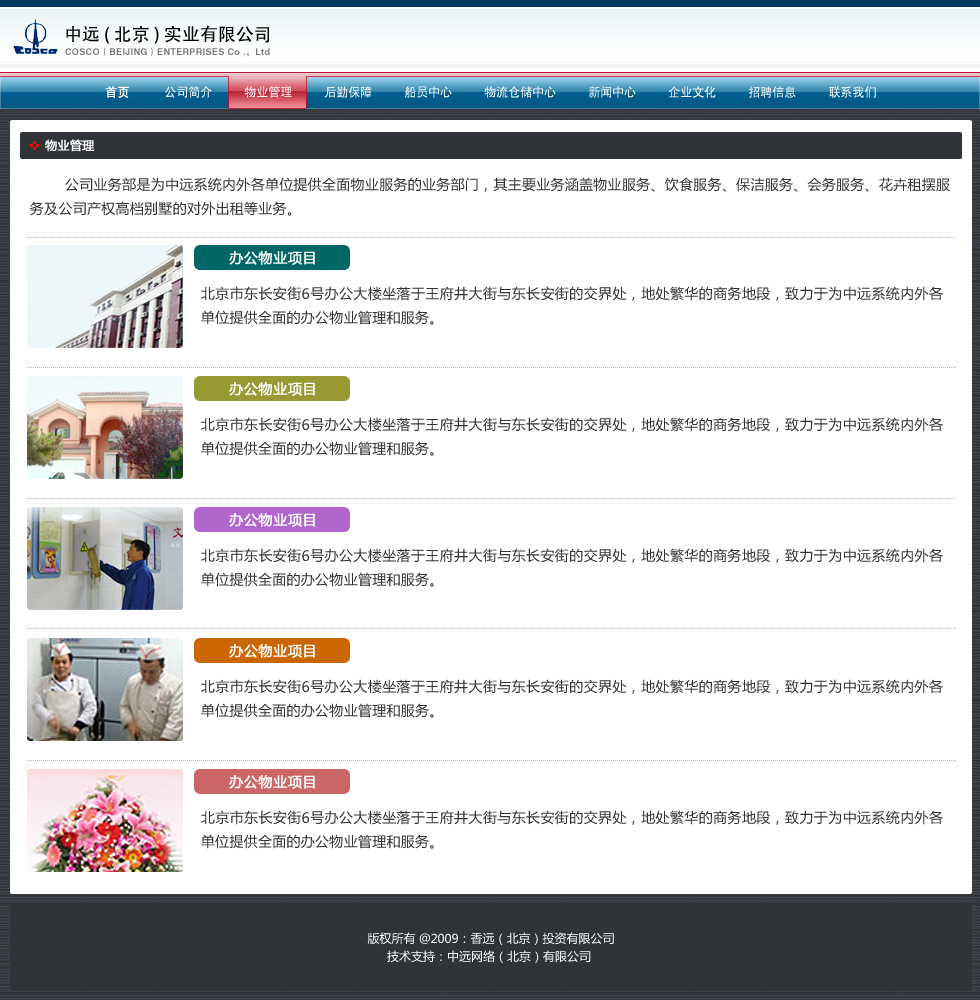 中远（北京）实业有限公司
COSCO（BEIJING）ENTERPRISES Co .，Ltd
Cosco
首页 公司简介 物业管理 后勤保障 船员中心 物流仓储中心 新闻中心 企业文化 招聘信息 联系我们
物业管理
公司业务部是为中远系统内外各单位提供全面物业服务的业务部门，其主要业务涵盖物业服务、饮食服务、保洁服务、会务服务、花卉租摆服
务及公司产权高档别墅的对外出租等业务。
办公物业项目
北京市东长安街6号办公大楼坐落于王府井大街与东长安街的交界处，地处繁华的商务地段，致力于为中远系统内外各
单位提供全面的办公物业管理和服务。
办公物业项目
北京市东长安街6号办公大楼坐落于王府井大街与东长安街的交界处，地处繁华的商务地段，致力于为中远系统内外各
单位提供全面的办公物业管理和服务。
办公物业项目
文
北京市东长安街6号办公大楼坐落于王府井大街与东长安街的交界处，地处繁华的商务地段，致力于为中远系统内外各
单位提供全面的办公物业管理和服务。
办公物业项目
北京市东长安街6号办公大楼坐落于王府井大街与东长安街的交界处，地处繁华的商务地段，致力于为中远系统内外各
单位提供全面的办公物业管理和服务。
办公物业项目
北京市东长安街6号办公大楼坐落于王府井大街与东长安街的交界处，地处繁华的商务地段，致力于为中远系统内外各
单位提供全面的办公物业管理和服务。
版权所有 @2009：香远（北京）投资有限公司
技术支持：中远网络（北京）有限公司